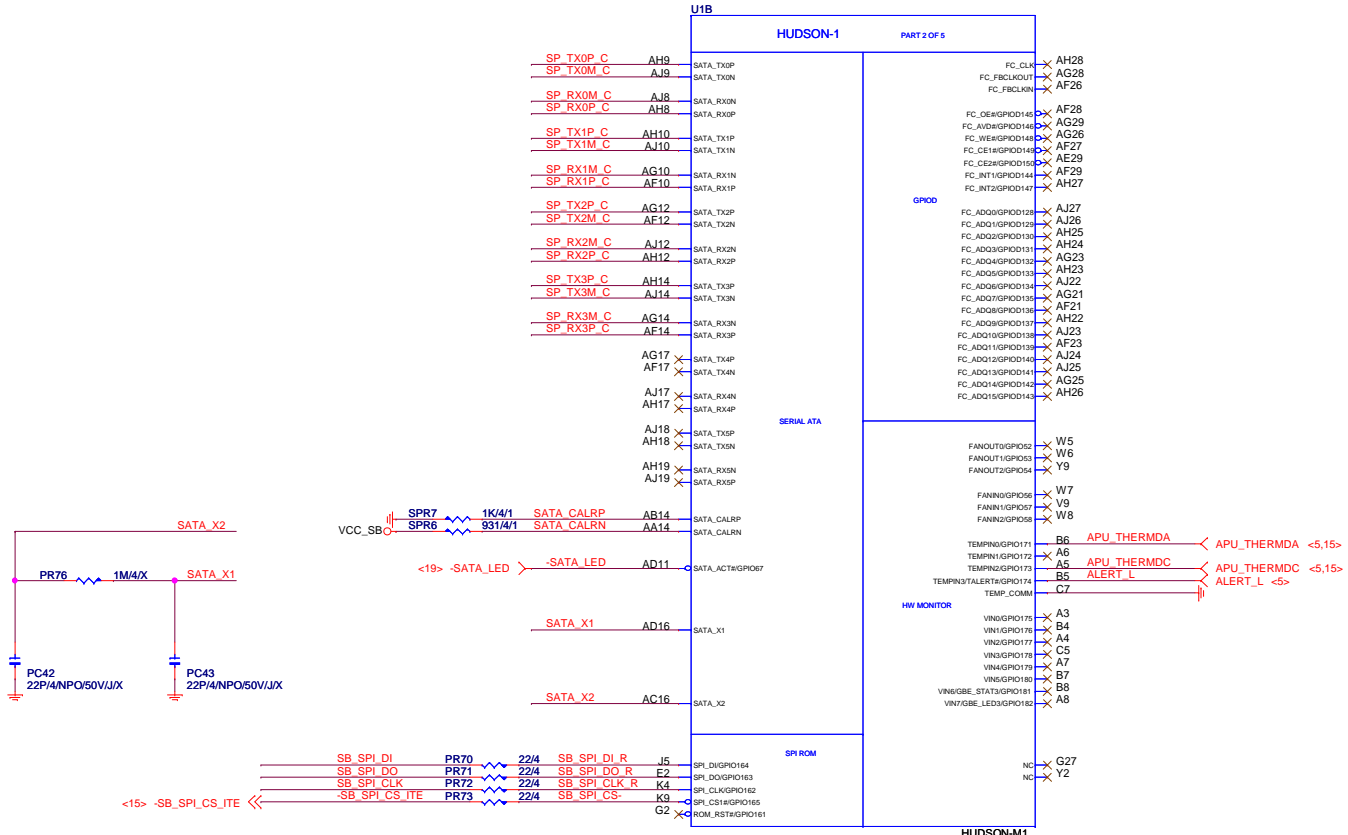 U1B
HUDSON-1 PART 2 OF 5
SP_TX0P_C AH9 SATA_TX0P
SP_TX0M_C AJ9 SATA_TX0N
SP_RX0M_C AJ8 SATA_RX0N
SP_RX0P_C AH8 SATA_RX0P
SP_TX1P_C AH10 SATA_TX1P
SP_TX1M_C AJ10 SATA_TX1N
SP_RX1M_C AG10 SATA_RX1N
SP_RX1P_C AF10 SATA_RX1P
SP_TX2P_C AG12 SATA_TX2P
SP_TX2M_C AF12 SATA_TX2N
SP_RX2M_C AJ12 SATA_RX2N
SP_RX2P_C AH12 SATA_RX2P
SP_TX3P_C AH14 SATA_TX3P
SP_TX3M_C AJ14 SATA_TX3N
SP_RX3M_C AG14 SATA_RX3N
SP_RX3P_C AF14 SATA_RX3P
AG17 SATA_TX4P
AF17 SATA_TX4N
AJ17 SATA_RX4N
AH17 SATA_RX4P
AJ18 SATA_TX5P
AH18 SATA_TX5N
AH19 SATA_RX5N
AJ19 SATA_RX5P
SERIAL ATA
SPR7 1K/4/1 SATA_CALRP AB14 SATA_CALRP
VCC_SB SPR6 931/4/1 SATA_CALRN AA14 SATA_CALRN
<19> -SATA_LED -SATA_LED AD11 SATA_ACT#/GPIO67
SATA_X1 AD16 SATA_X1
SATA_X2 AC16 SATA_X2
SATA_X2
PR76 1M/4/X SATA_X1
PC42
22P/4/NPO/50V/J/X
PC43
22P/4/NPO/50V/J/X
SPI ROM
SB_SPI_DI PR70 22/4 SB_SPI_DI_R J5 SPI_DI/GPIO164
SB_SPI_DO PR71 22/4 SB_SPI_DO_R E2 SPI_DO/GPIO163
SB_SPI_CLK PR72 22/4 SB_SPI_CLK_R K4 SPI_CLK/GPIO162
<15> -SB_SPI_CS_ITE -SB_SPI_CS_ITE PR73 22/4 SB_SPI_CS- K9 SPI_CS1#/GPIO165
G2 ROM_RST#/GPIO161
FC_CLK AH28
FC_FBCLKOUT AG28
FC_FBCLKIN AF26
FC_OE#/GPIOD145 AF28
FC_AVD#/GPIOD146 AG29
FC_WE#/GPIOD148 AG26
FC_CE1#/GPIOD149 AF27
FC_CE2#/GPIOD150 AE29
FC_INT1/GPIOD144 AF29
FC_INT2/GPIOD147 AH27
GPIOD
FC_ADQ0/GPIOD128 AJ27
FC_ADQ1/GPIOD129 AJ26
FC_ADQ2/GPIOD130 AH25
FC_ADQ3/GPIOD131 AH24
FC_ADQ4/GPIOD132 AG23
FC_ADQ5/GPIOD133 AH23
FC_ADQ6/GPIOD134 AJ22
FC_ADQ7/GPIOD135 AG21
FC_ADQ8/GPIOD136 AF21
FC_ADQ9/GPIOD137 AH22
FC_ADQ10/GPIOD138 AJ23
FC_ADQ11/GPIOD139 AF23
FC_ADQ12/GPIOD140 AJ24
FC_ADQ13/GPIOD141 AJ25
FC_ADQ14/GPIOD142 AG25
FC_ADQ15/GPIOD143 AH26
FANOUT0/GPIO52 W5
FANOUT1/GPIO53 W6
FANOUT2/GPIO54 Y9
FANIN0/GPIO56 W7
FANIN1/GPIO57 V9
FANIN2/GPIO58 W8
TEMPIN0/GPIO171 B6 APU_THERMDA APU_THERMDA <5,15>
TEMPIN1/GPIO172 A6
TEMPIN2/GPIO173 A5 APU_THERMDC APU_THERMDC <5,15>
TEMPIN3/TALERT#/GPIO174 B5 ALERT_L ALERT_L <5>
TEMP_COMM C7
HW MONITOR
VIN0/GPIO175 A3
VIN1/GPIO176 B4
VIN2/GPIO177 A4
VIN3/GPIO178 C5
VIN4/GPIO179 A7
VIN5/GPIO180 B7
VIN6/GBE_STAT3/GPIO181 B8
VIN7/GBE_LED3/GPIO182 A8
NC G27
NC Y2
HUDSON-M1